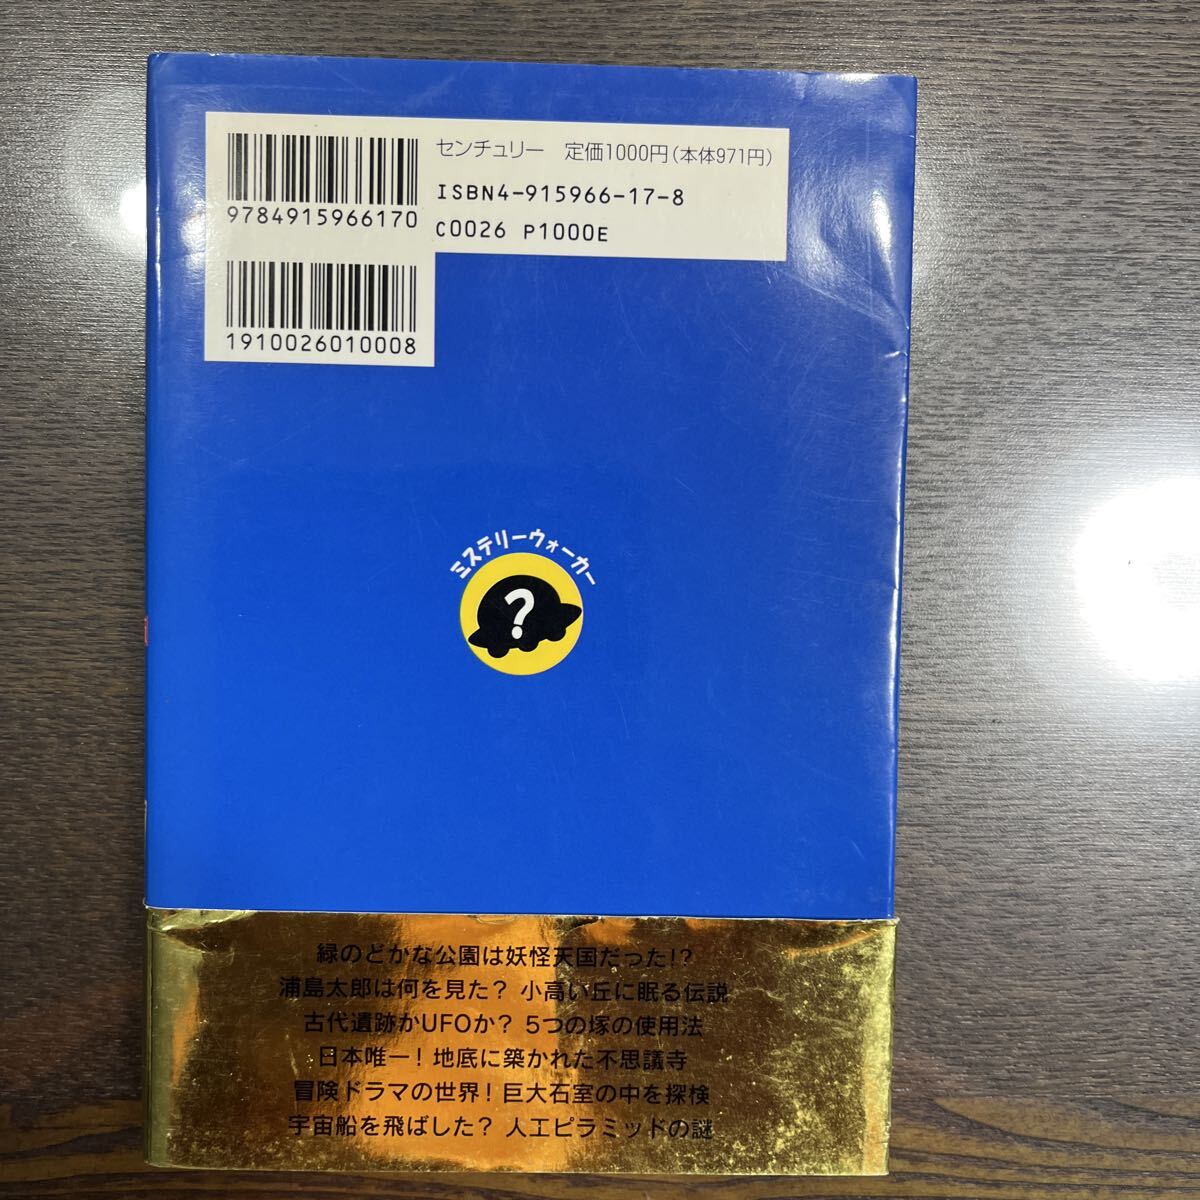 センチュリー 定価1000円(本体971円)
9784915966170
ISBN4-915966-17-8
C0026 P1000E
1910026010008
ミステリーウォーカー
?
緑のどかな公園は妖怪天国だった!?
浦島太郎は何を見た? 小高い丘に眠る伝説
古代遺跡かUFOか? 5つの塚の使用法
日本唯一! 地底に築かれた不思議寺
冒険ドラマの世界! 巨大石室の中を探検
宇宙船を飛ばした? 人工ピラミッドの謎